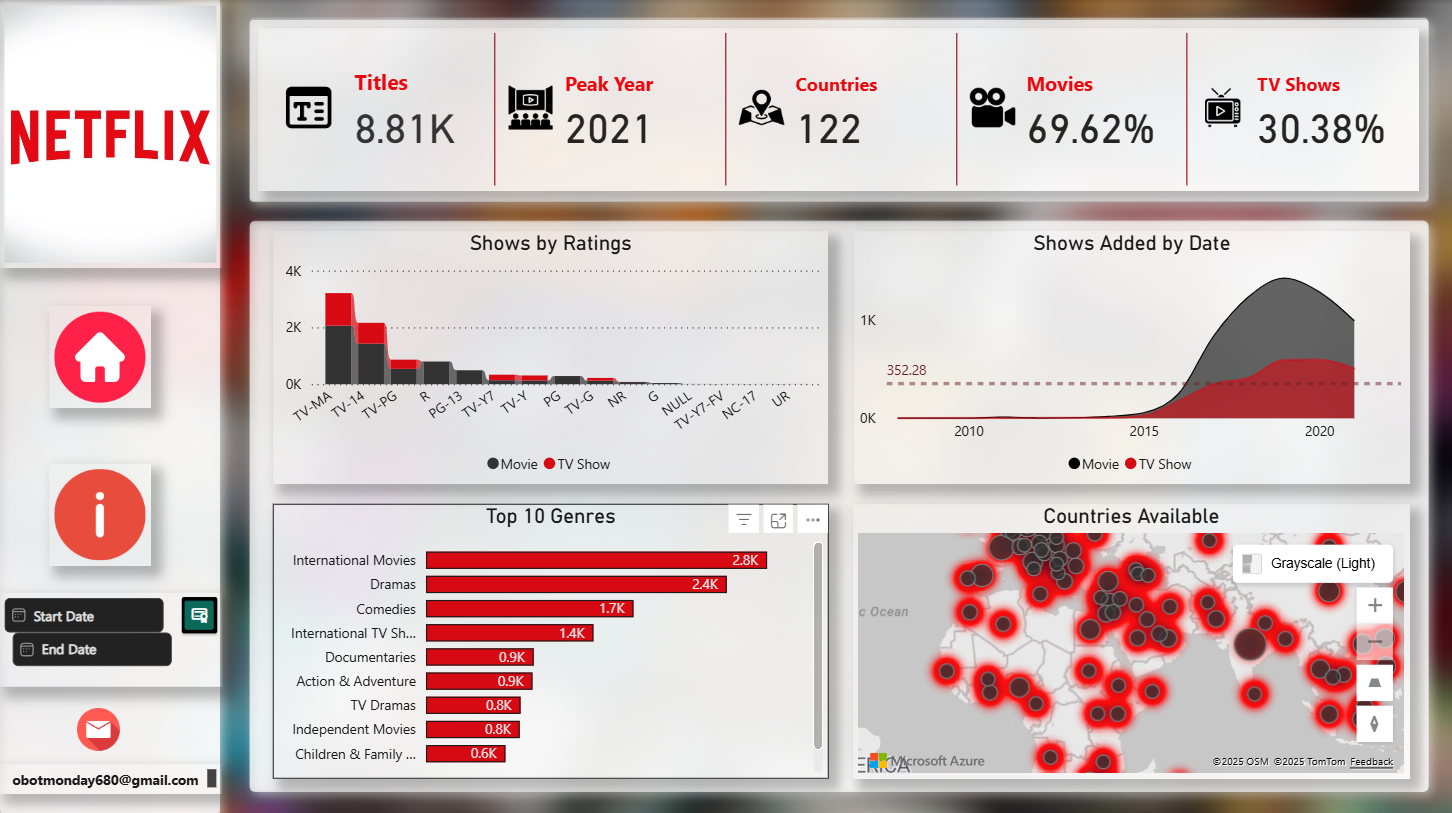 NETFLIX
Titles
8.81K
Peak Year
2021
Countries
122
Movies
69.62%
TV Shows
30.38%
Start Date
End Date
obotmonday680@gmail.com
Shows by Ratings
4K
2K
0K
TV-MA
TV-14
TV-PG
R
PG-13
TV-Y7
TV-Y
PG
TV-G
NR
G
NULL
TV-Y7-FV
NC-17
UR
Movie TV Show
Shows Added by Date
1K
352.28
0K
2010 2015 2020
Movie TV Show
Top 10 Genres
International Movies 2.8K
Dramas 2.4K
Comedies 1.7K
International TV Sh... 1.4K
Documentaries 0.9K
Action & Adventure 0.9K
TV Dramas 0.8K
Independent Movies 0.8K
Children & Family ... 0.6K
Countries Available
Grayscale (Light)
c Ocean
ERICA
Microsoft Azure
©2025 OSM ©2025 TomTom Feedback